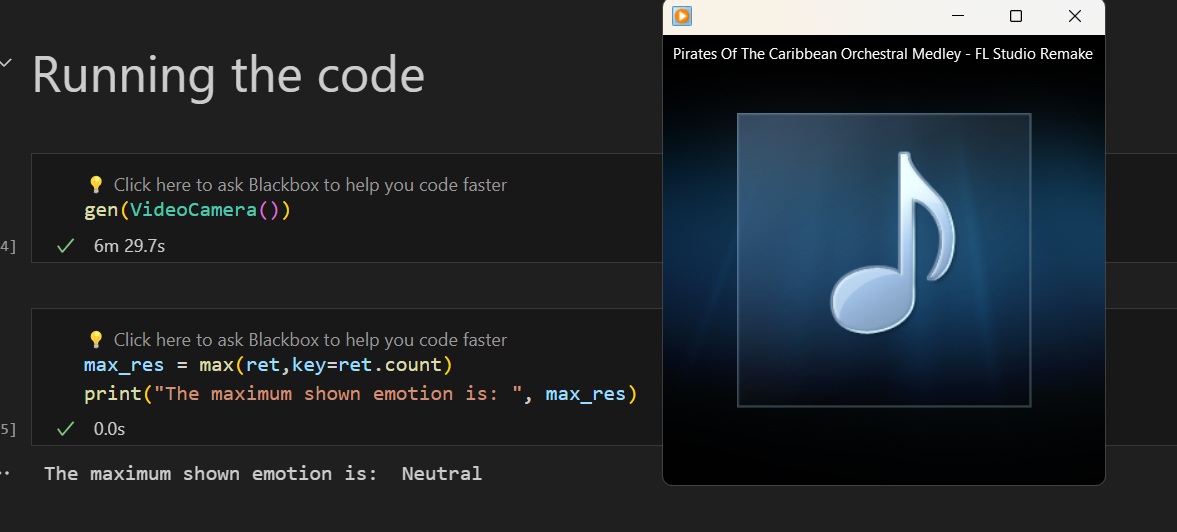 Running the code
💡 Click here to ask Blackbox to help you code faster
gen(VideoCamera())
4]
6m 29.7s
💡 Click here to ask Blackbox to help you code faster
max_res = max(ret,key=ret.count)
print("The maximum shown emotion is: ", max_res)
5]
0.0s
The maximum shown emotion is:  Neutral
Pirates Of The Caribbean Orchestral Medley - FL Studio Remake